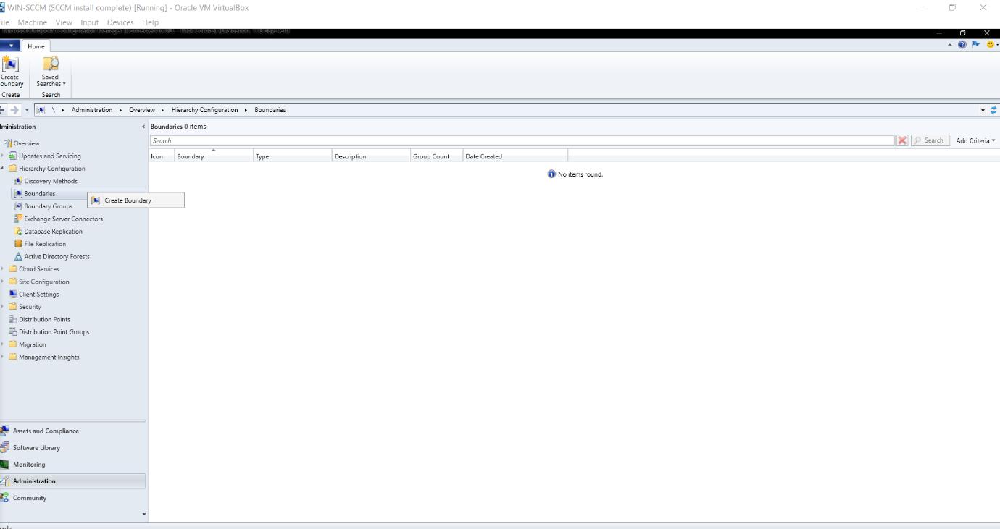 WIN-SCCM (SCCM install complete) [Running] - Oracle VM VirtualBox
ile Machine View Input Devices Help
Home
Create
oundary
Saved
Searches
Create
Search
\ Administration Overview Hierarchy Configuration Boundaries
ministration
Boundaries 0 items
Search
Search
Add Criteria
Icon Boundary Type Description Group Count Date Created
No items found.
Overview
Updates and Servicing
Hierarchy Configuration
Discovery Methods
Boundaries
Create Boundary
Boundary Groups
Exchange Server Connectors
Database Replication
File Replication
Active Directory Forests
Cloud Services
Site Configuration
Client Settings
Security
Distribution Points
Distribution Point Groups
Migration
Management Insights
Assets and Compliance
Software Library
Monitoring
Administration
Community